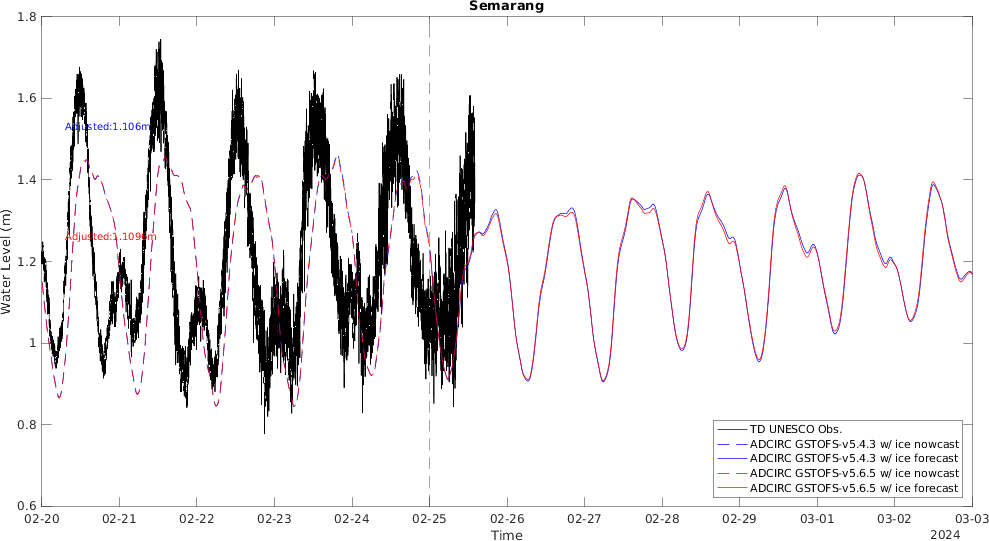 Semarang
1.8
1.6
1.4
1.2
1
0.8
0.6
Water Level (m)
Adjusted:1.106m
Adjusted:1.1096m
02-20 02-21 02-22 02-23 02-24 02-25 02-26 02-27 02-28 02-29 03-01 03-02 03-03
Time
2024
TD UNESCO Obs.
ADCIRC GSTOFS-v5.4.3 w/ ice nowcast
ADCIRC GSTOFS-v5.4.3 w/ ice forecast
ADCIRC GSTOFS-v5.6.5 w/ ice nowcast
ADCIRC GSTOFS-v5.6.5 w/ ice forecast